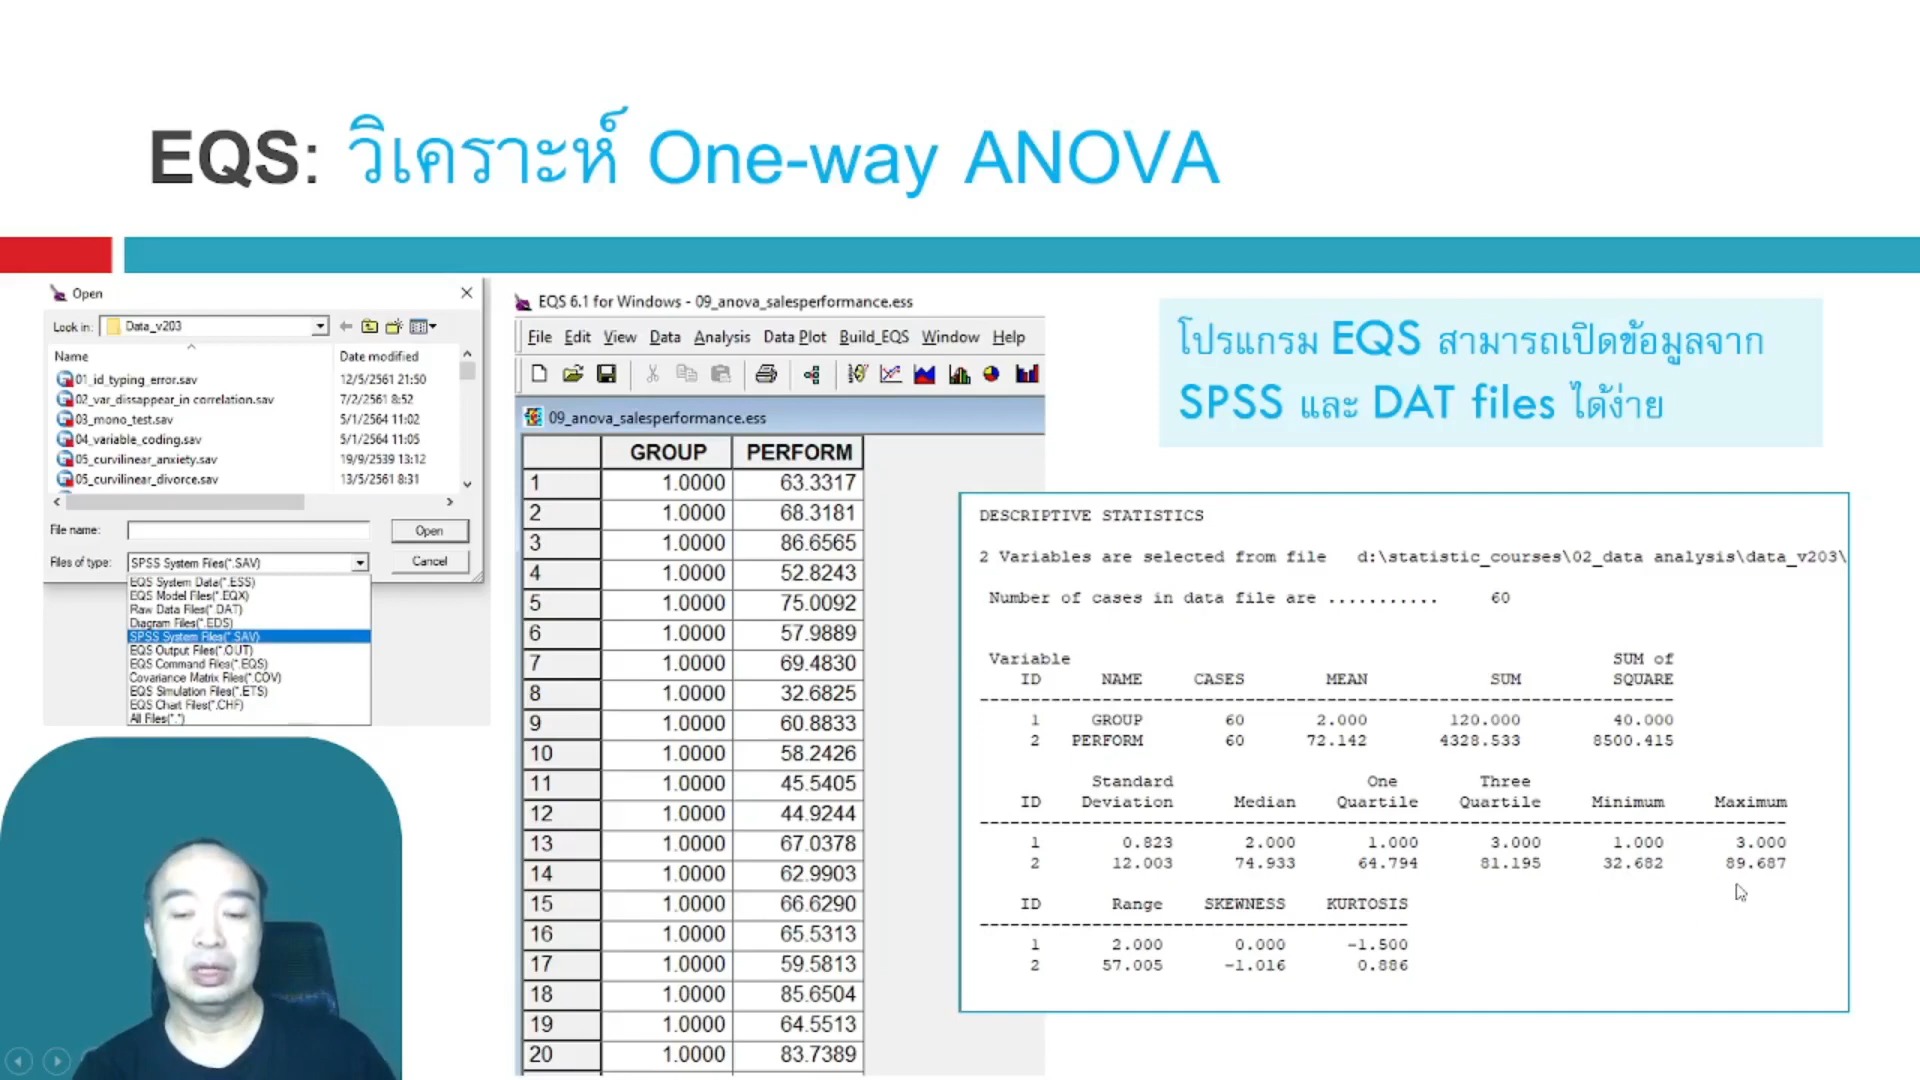 EQS: วิเคราะห์ One-way ANOVA
Open
Look in: Data_v203
Name Date modified
01_id_typing_error.sav 12/5/2561 21:50
02_var_dissappear_in correlation.sav 7/2/2561 8:52
03_mono_test.sav 5/1/2564 11:02
04_variable_coding.sav 5/1/2564 11:05
05_curvilinear_anxiety.sav 19/9/2539 13:12
05_curvilinear_divorce.sav 13/5/2561 8:31
File name: Open
Files of type: SPSS System Files(*.SAV) Cancel
EQS System Data(*.ESS)
EQS Model Files(*.EQX)
Raw Data Files(*.DAT)
Diagram Files(*.EDS)
SPSS System Files(*.SAV)
EQS Output Files(*.OUT)
EQS Command Files(*.EQS)
Covariance Matrix Files(*.COV)
EQS Simulation Files(*.ETS)
EQS Chart Files(*.CHF)
All Files(*.*)
EQS 6.1 for Windows - 09_anova_salesperformance.ess
File Edit View Data Analysis Data Plot Build_EQS Window Help
09_anova_salesperformance.ess
GROUP PERFORM
1 1.0000 63.3317
2 1.0000 68.3181
3 1.0000 86.6565
4 1.0000 52.8243
5 1.0000 75.0092
6 1.0000 57.9889
7 1.0000 69.4830
8 1.0000 32.6825
9 1.0000 60.8833
10 1.0000 58.2426
11 1.0000 45.5405
12 1.0000 44.9244
13 1.0000 67.0378
14 1.0000 62.9903
15 1.0000 66.6290
16 1.0000 65.5313
17 1.0000 59.5813
18 1.0000 85.6504
19 1.0000 64.5513
20 1.0000 83.7389
โปรแกรม EQS สามารถเปิดข้อมูลจาก
SPSS และ DAT files ได้ง่าย
DESCRIPTIVE STATISTICS
2 Variables are selected from file d:\statistic_courses\02_data analysis\data_v203\
Number of cases in data file are ........... 60
Variable SUM of
ID NAME CASES MEAN SUM SQUARE
1 GROUP 60 2.000 120.000 40.000
2 PERFORM 60 72.142 4328.533 8500.415
Standard One Three
ID Deviation Median Quartile Quartile Minimum Maximum
1 0.823 2.000 1.000 3.000 1.000 3.000
2 12.003 74.933 64.794 81.195 32.682 89.687
ID Range SKEWNESS KURTOSIS
1 2.000 0.000 -1.500
2 57.005 -1.016 0.886